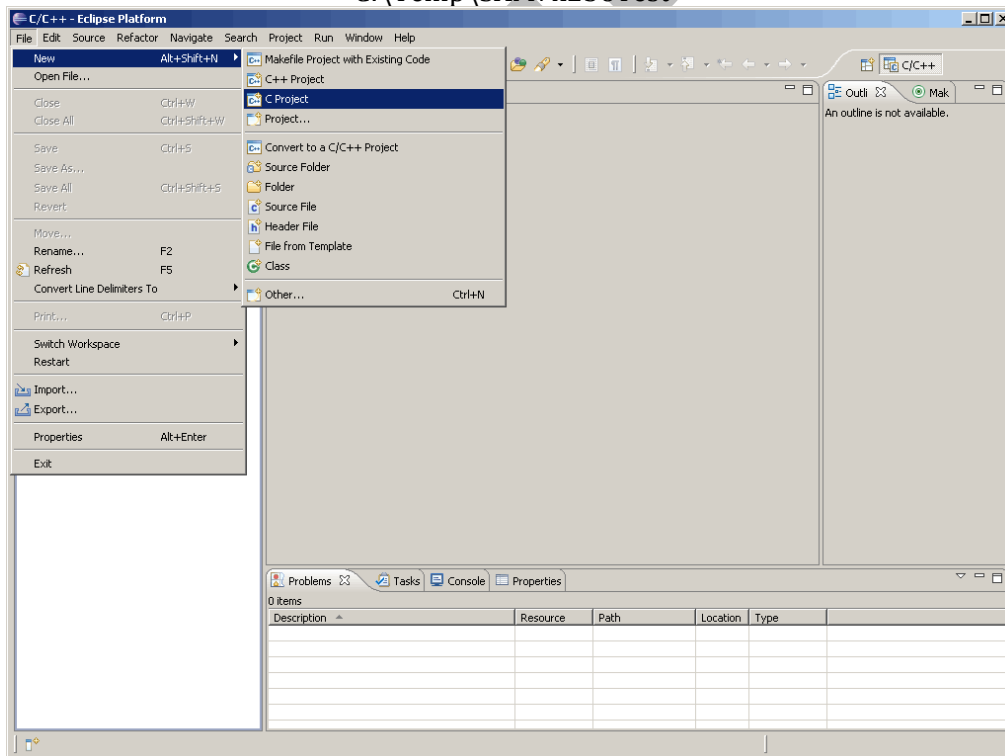 C/C++ - Eclipse Platform
File Edit Source Refactor Navigate Search Project Run Window Help
New Alt+Shift+N
Open File...
Close Ctrl+W
Close All Ctrl+Shift+W
Save Ctrl+S
Save As...
Save All Ctrl+Shift+S
Revert
Move...
Rename... F2
Refresh F5
Convert Line Delimiters To
Print... Ctrl+P
Switch Workspace
Restart
Import...
Export...
Properties Alt+Enter
Exit
Makefile Project with Existing Code
C++ Project
C Project
Project...
Convert to a C/C++ Project
Source Folder
Folder
Source File
Header File
File from Template
Class
Other... Ctrl+N
C/C++
Outli Mak
An outline is not available.
Problems Tasks Console Properties
0 items
Description Resource Path Location Type